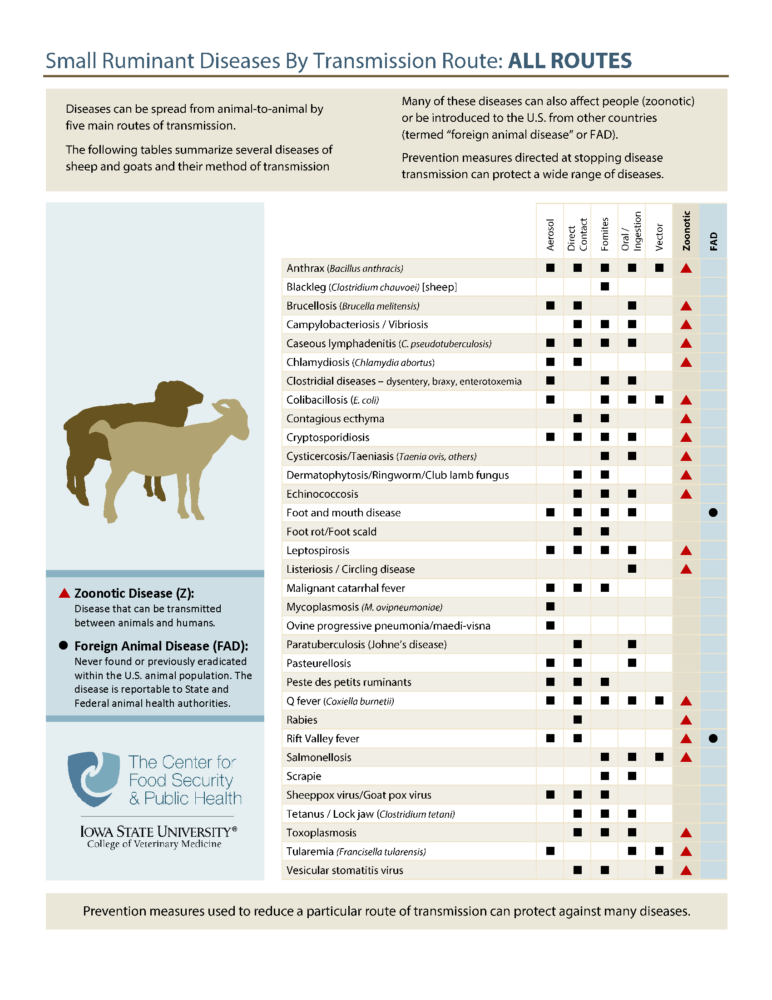 Small Ruminant Diseases By Transmission Route: ALL ROUTES
Diseases can be spread from animal-to-animal by
five main routes of transmission.
The following tables summarize several diseases of
sheep and goats and their method of transmission
Many of these diseases can also affect people (zoonotic)
or be introduced to the U.S. from other countries
(termed “foreign animal disease” or FAD).
Prevention measures directed at stopping disease
transmission can protect a wide range of diseases.
Aerosol
Direct
Contact
Fomites
Oral /
Ingestion
Vector
Zoonotic
FAD
Anthrax (Bacillus anthracis)
Blackleg (Clostridium chauvoei) [sheep]
Brucellosis (Brucella melitensis)
Campylobacteriosis / Vibriosis
Caseous lymphadenitis (C. pseudotuberculosis)
Chlamydiosis (Chlamydia abortus)
Clostridial diseases – dysentery, braxy, enterotoxemia
Colibacillosis (E. coli)
Contagious ecthyma
Cryptosporidiosis
Cysticercosis/Taeniasis (Taenia ovis, others)
Dermatophytosis/Ringworm/Club lamb fungus
Echinococcosis
Foot and mouth disease
Foot rot/Foot scald
Leptospirosis
Listeriosis / Circling disease
Malignant catarrhal fever
Mycoplasmosis (M. ovipneumoniae)
Ovine progressive pneumonia/maedi-visna
Paratuberculosis (Johne’s disease)
Pasteurellosis
Peste des petits ruminants
Q fever (Coxiella burnetii)
Rabies
Rift Valley fever
Salmonellosis
Scrapie
Sheeppox virus/Goat pox virus
Tetanus / Lock jaw (Clostridium tetani)
Toxoplasmosis
Tularemia (Francisella tularensis)
Vesicular stomatitis virus
Zoonotic Disease (Z):
Disease that can be transmitted
between animals and humans.
Foreign Animal Disease (FAD):
Never found or previously eradicated
within the U.S. animal population. The
disease is reportable to State and
Federal animal health authorities.
The Center for
Food Security
& Public Health
IOWA STATE UNIVERSITY®
College of Veterinary Medicine
Prevention measures used to reduce a particular route of transmission can protect against many diseases.